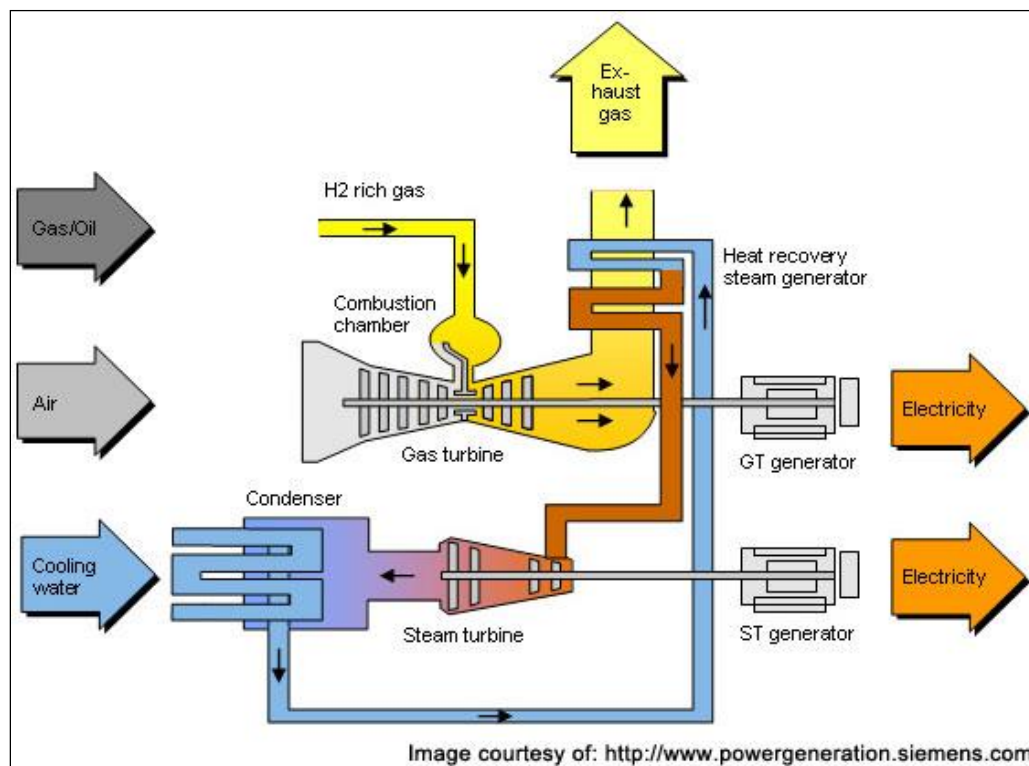 Ex-
haust
gas
H2 rich gas
Gas/Oil
Heat recovery
steam generator
Combustion
chamber
Air
Electricity
Gas turbine
GT generator
Condenser
Cooling
water
Electricity
Steam turbine
ST generator
Image courtesy of: http://www.powergeneration.siemens.com